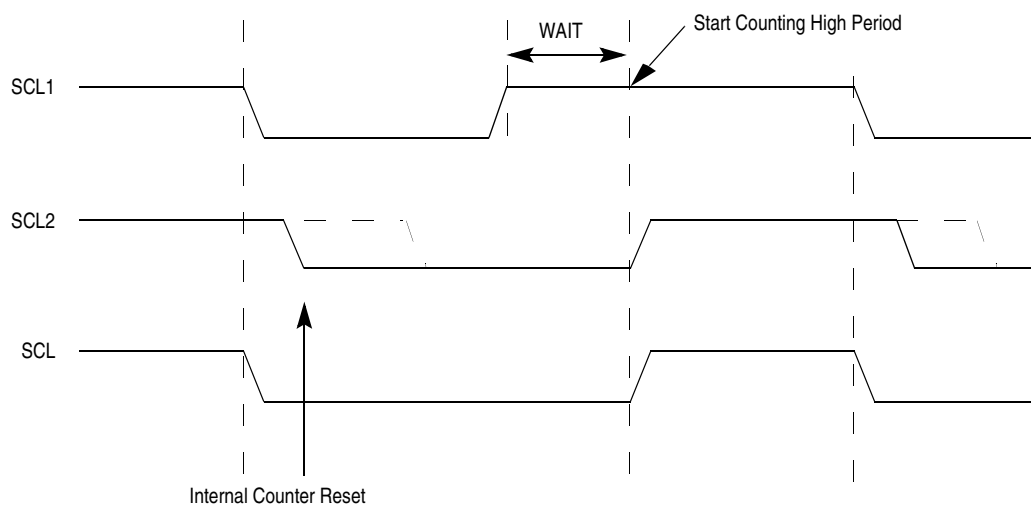 WAIT
Start Counting High Period
SCL1
SCL2
SCL
Internal Counter Reset